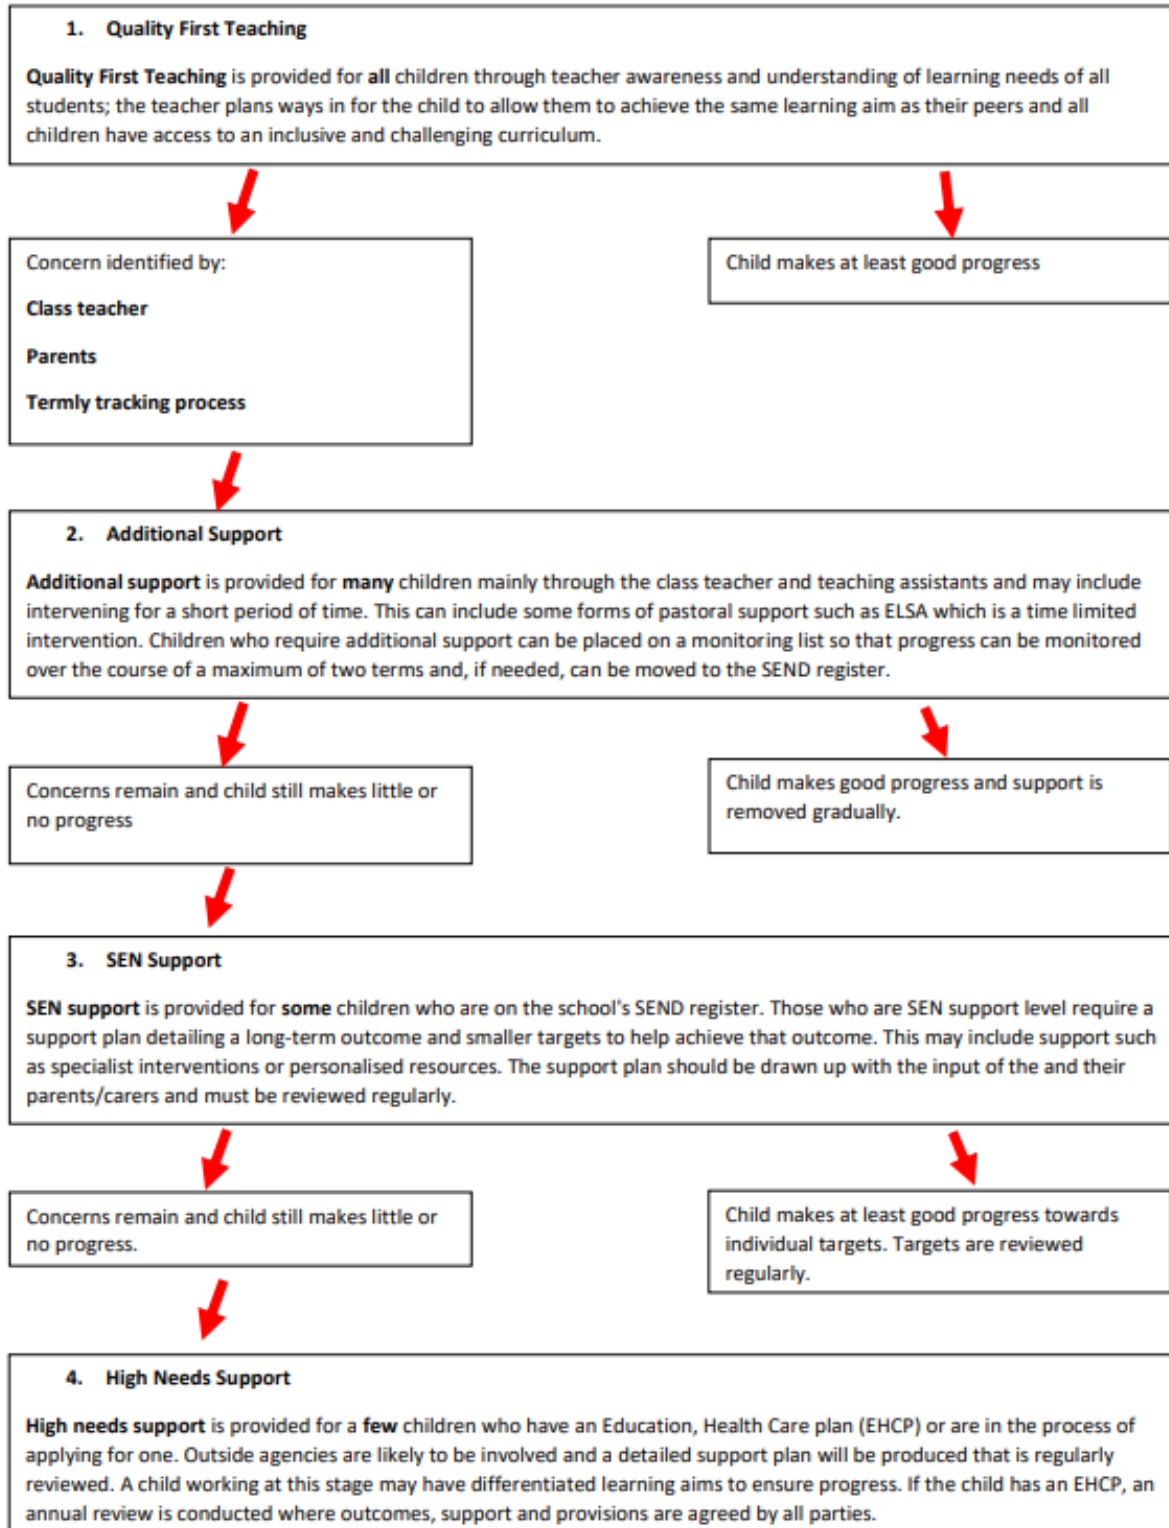 1. Quality First Teaching
Quality First Teaching is provided for all children through teacher awareness and understanding of learning needs of all
students; the teacher plans ways in for the child to allow them to achieve the same learning aim as their peers and all
children have access to an inclusive and challenging curriculum.
Concern identified by:
Class teacher
Parents
Termly tracking process
Child makes at least good progress
2. Additional Support
Additional support is provided for many children mainly through the class teacher and teaching assistants and may include
intervening for a short period of time. This can include some forms of pastoral support such as ELSA which is a time limited
intervention. Children who require additional support can be placed on a monitoring list so that progress can be monitored
over the course of a maximum of two terms and, if needed, can be moved to the SEND register.
Concerns remain and child still makes little or
no progress
Child makes good progress and support is
removed gradually.
3. SEN Support
SEN support is provided for some children who are on the school's SEND register. Those who are SEN support level require a
support plan detailing a long-term outcome and smaller targets to help achieve that outcome. This may include support such
as specialist interventions or personalised resources. The support plan should be drawn up with the input of the and their
parents/carers and must be reviewed regularly.
Concerns remain and child still makes little or
no progress.
Child makes at least good progress towards
individual targets. Targets are reviewed
regularly.
4. High Needs Support
High needs support is provided for a few children who have an Education, Health Care plan (EHCP) or are in the process of
applying for one. Outside agencies are likely to be involved and a detailed support plan will be produced that is regularly
reviewed. A child working at this stage may have differentiated learning aims to ensure progress. If the child has an EHCP, an
annual review is conducted where outcomes, support and provisions are agreed by all parties.